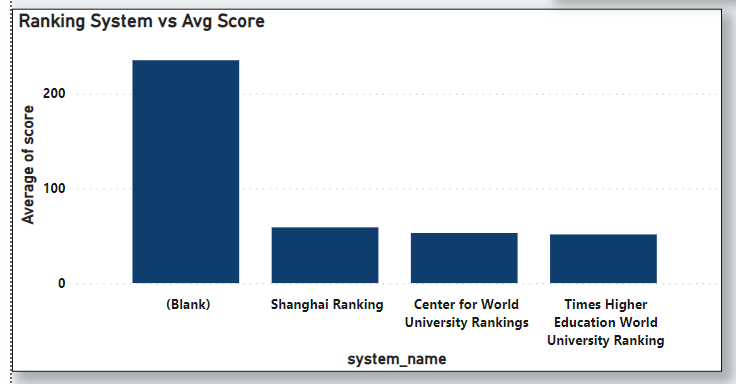 Ranking System vs Avg Score
Average of score
200
100
0
(Blank)
Shanghai Ranking
Center for World
University Rankings
Times Higher
Education World
University Ranking
system_name